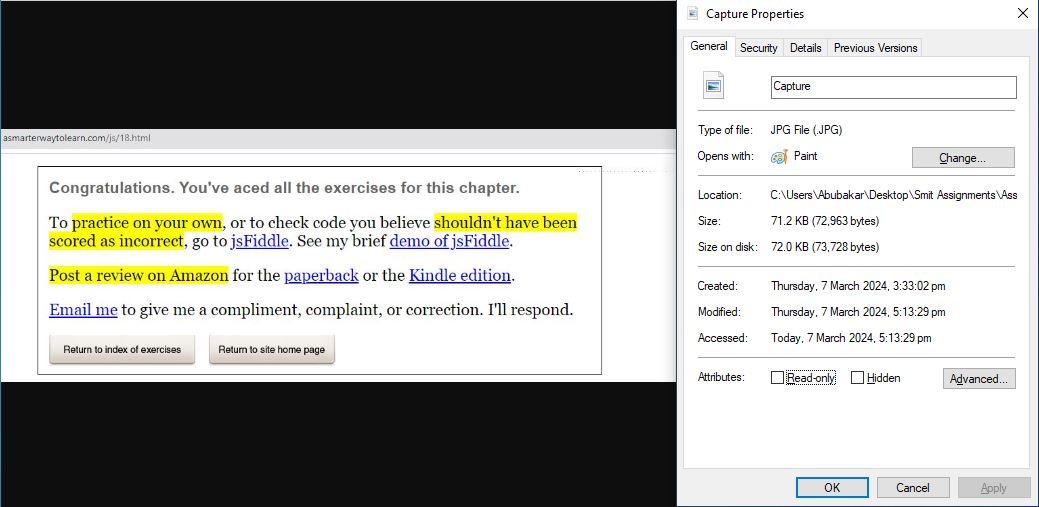 asmarterwaytolearn.com/js/18.html
Congratulations. You've aced all the exercises for this chapter.
To practice on your own, or to check code you believe shouldn't have been
scored as incorrect, go to jsFiddle. See my brief demo of jsFiddle.
Post a review on Amazon for the paperback or the Kindle edition.
Email me to give me a compliment, complaint, or correction. I'll respond.
Return to index of exercises Return to site home page
Capture Properties
General Security Details Previous Versions
Capture
Type of file: JPG File (.JPG)
Opens with: Paint Change...
Location: C:\Users\Abubakar\Desktop\Smit Assignments\Ass
Size: 71.2 KB (72,963 bytes)
Size on disk: 72.0 KB (73,728 bytes)
Created: Thursday, 7 March 2024, 3:33:02 pm
Modified: Thursday, 7 March 2024, 5:13:29 pm
Accessed: Today, 7 March 2024, 5:13:29 pm
Attributes: Read-only Hidden Advanced...
OK Cancel Apply